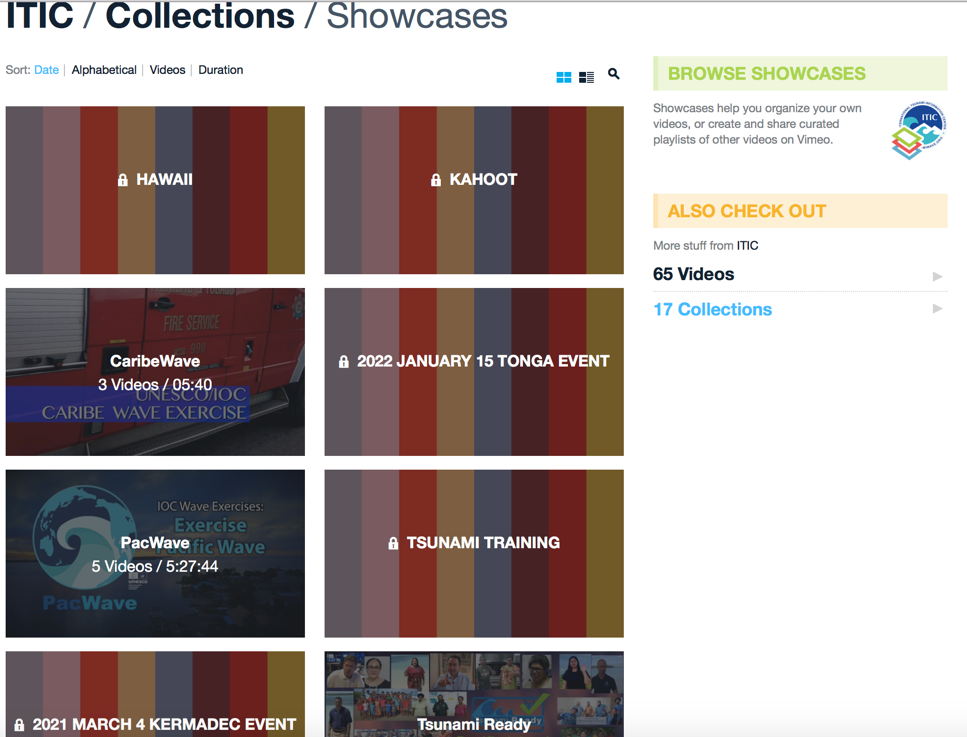 ITIC / Collections / Showcases
Sort: Date | Alphabetical | Videos | Duration
HAWAII
KAHOOT
FIRE SERVICE
CaribeWave
3 Videos / 05:40
UNESCO/IOC
CARIBE WAVE EXERCISE
2022 JANUARY 15 TONGA EVENT
IOC Wave Exercises:
Exercise
Pacific Wave
PacWave
5 Videos / 5:27:44
UNESCO
PacWave
TSUNAMI TRAINING
2021 MARCH 4 KERMADEC EVENT
Tsunami Ready
BROWSE SHOWCASES
Showcases help you organize your own
videos, or create and share curated
playlists of other videos on Vimeo.
ITIC
ALSO CHECK OUT
More stuff from ITIC
65 Videos
17 Collections